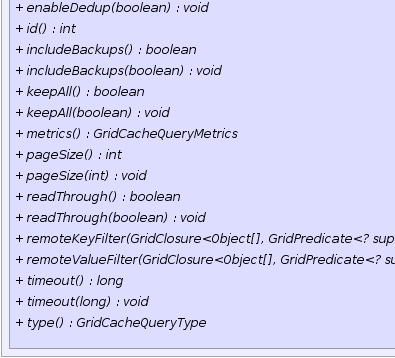 + enableDedup(boolean) : void
+ id() : int
+ includeBackups() : boolean
+ includeBackups(boolean) : void
+ keepAll() : boolean
+ keepAll(boolean) : void
+ metrics() : GridCacheQueryMetrics
+ pageSize() : int
+ pageSize(int) : void
+ readThrough() : boolean
+ readThrough(boolean) : void
+ remoteKeyFilter(GridClosure<Object[], GridPredicate<? sup
+ remoteValueFilter(GridClosure<Object[], GridPredicate<? su
+ timeout() : long
+ timeout(long) : void
+ type() : GridCacheQueryType